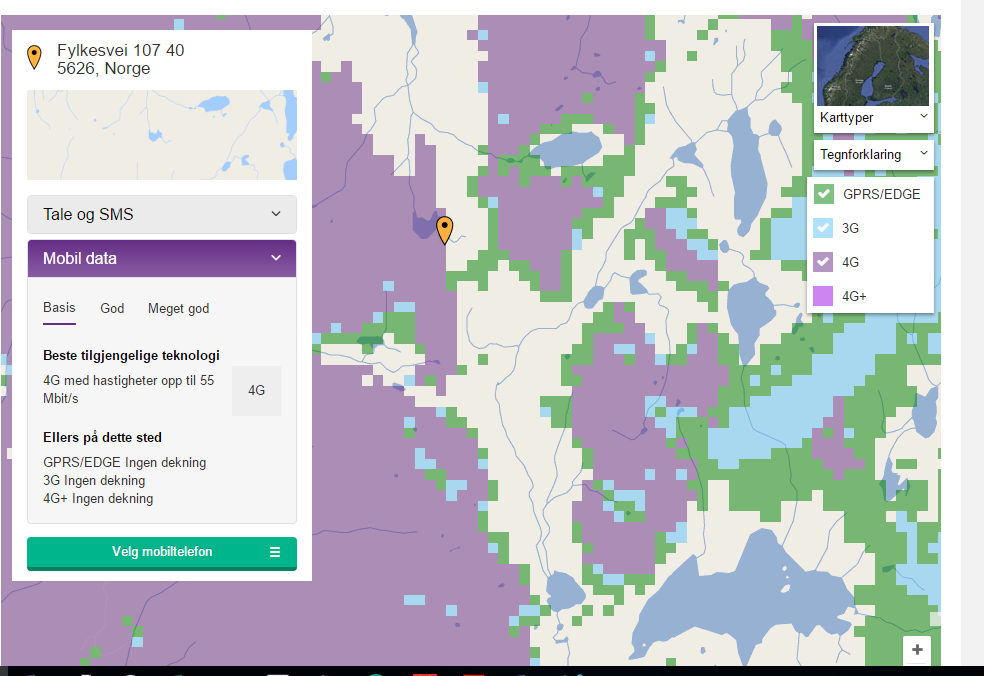 Fylkesvei 107 40
5626, Norge
Tale og SMS
Mobil data
Basis God Meget god
Beste tilgjengelige teknologi
4G med hastigheter opp til 55
Mbit/s
4G
Ellers på dette sted
GPRS/EDGE Ingen dekning
3G Ingen dekning
4G+ Ingen dekning
Velg mobiltelefon
Karttyper
Tegnforklaring
GPRS/EDGE
3G
4G
4G+
+